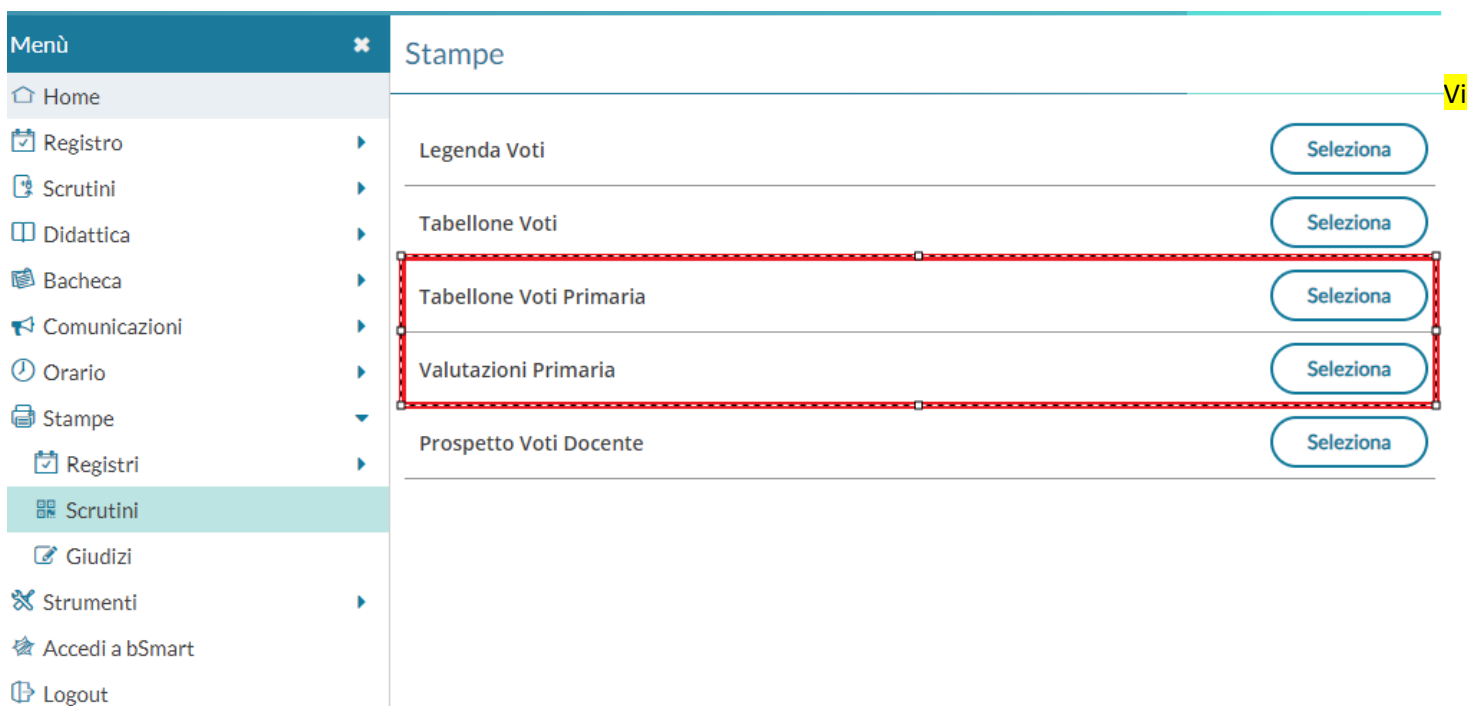 Menù
Home
Registro
Scrutini
Didattica
Bacheca
Comunicazioni
Orario
Stampe
Registri
Scrutini
Giudizi
Strumenti
Accedi a bSmart
Logout
Stampe
Vi
Legenda Voti Seleziona
Tabellone Voti Seleziona
Tabellone Voti Primaria Seleziona
Valutazioni Primaria Seleziona
Prospetto Voti Docente Seleziona